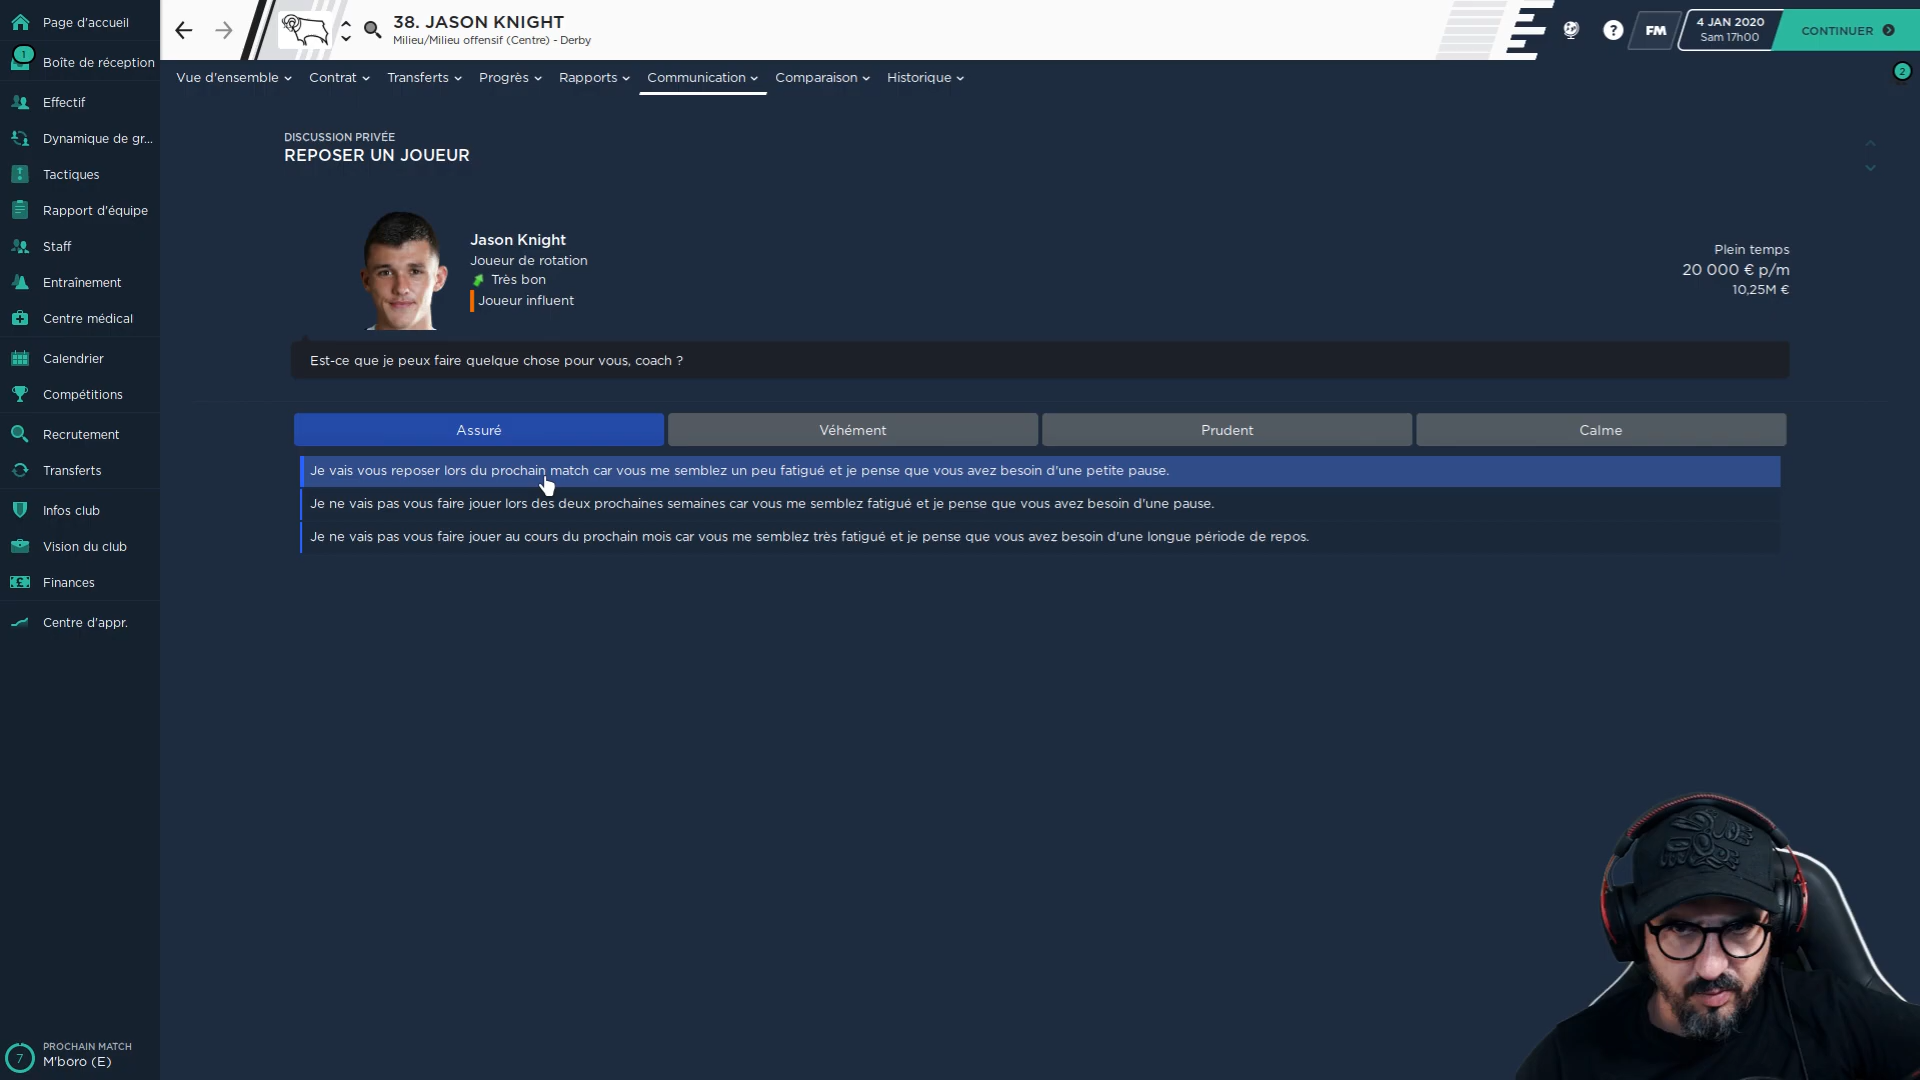 38. JASON KNIGHT
Milieu/Milieu offensif (Centre) - Derby
?
FM
4 JAN 2020
Sam 17h00
CONTINUER
Page d'accueil
1
Boîte de réception
Effectif
Dynamique de gr...
Tactiques
Rapport d'équipe
Staff
Entraînement
Centre médical
Calendrier
Compétitions
Recrutement
Transferts
Infos club
Vision du club
Finances
Centre d'appr.
7
PROCHAIN MATCH
M'boro (E)
Vue d'ensemble
Contrat
Transferts
Progrès
Rapports
Communication
Comparaison
Historique
2
DISCUSSION PRIVÉE
REPOSER UN JOUEUR
Jason Knight
Joueur de rotation
Très bon
Joueur influent
Plein temps
20 000 € p/m
10,25M €
Est-ce que je peux faire quelque chose pour vous, coach ?
Assuré
Véhément
Prudent
Calme
Je vais vous reposer lors du prochain match car vous me semblez un peu fatigué et je pense que vous avez besoin d'une petite pause.
Je ne vais pas vous faire jouer lors des deux prochaines semaines car vous me semblez fatigué et je pense que vous avez besoin d'une pause.
Je ne vais pas vous faire jouer au cours du prochain mois car vous me semblez très fatigué et je pense que vous avez besoin d'une longue période de repos.